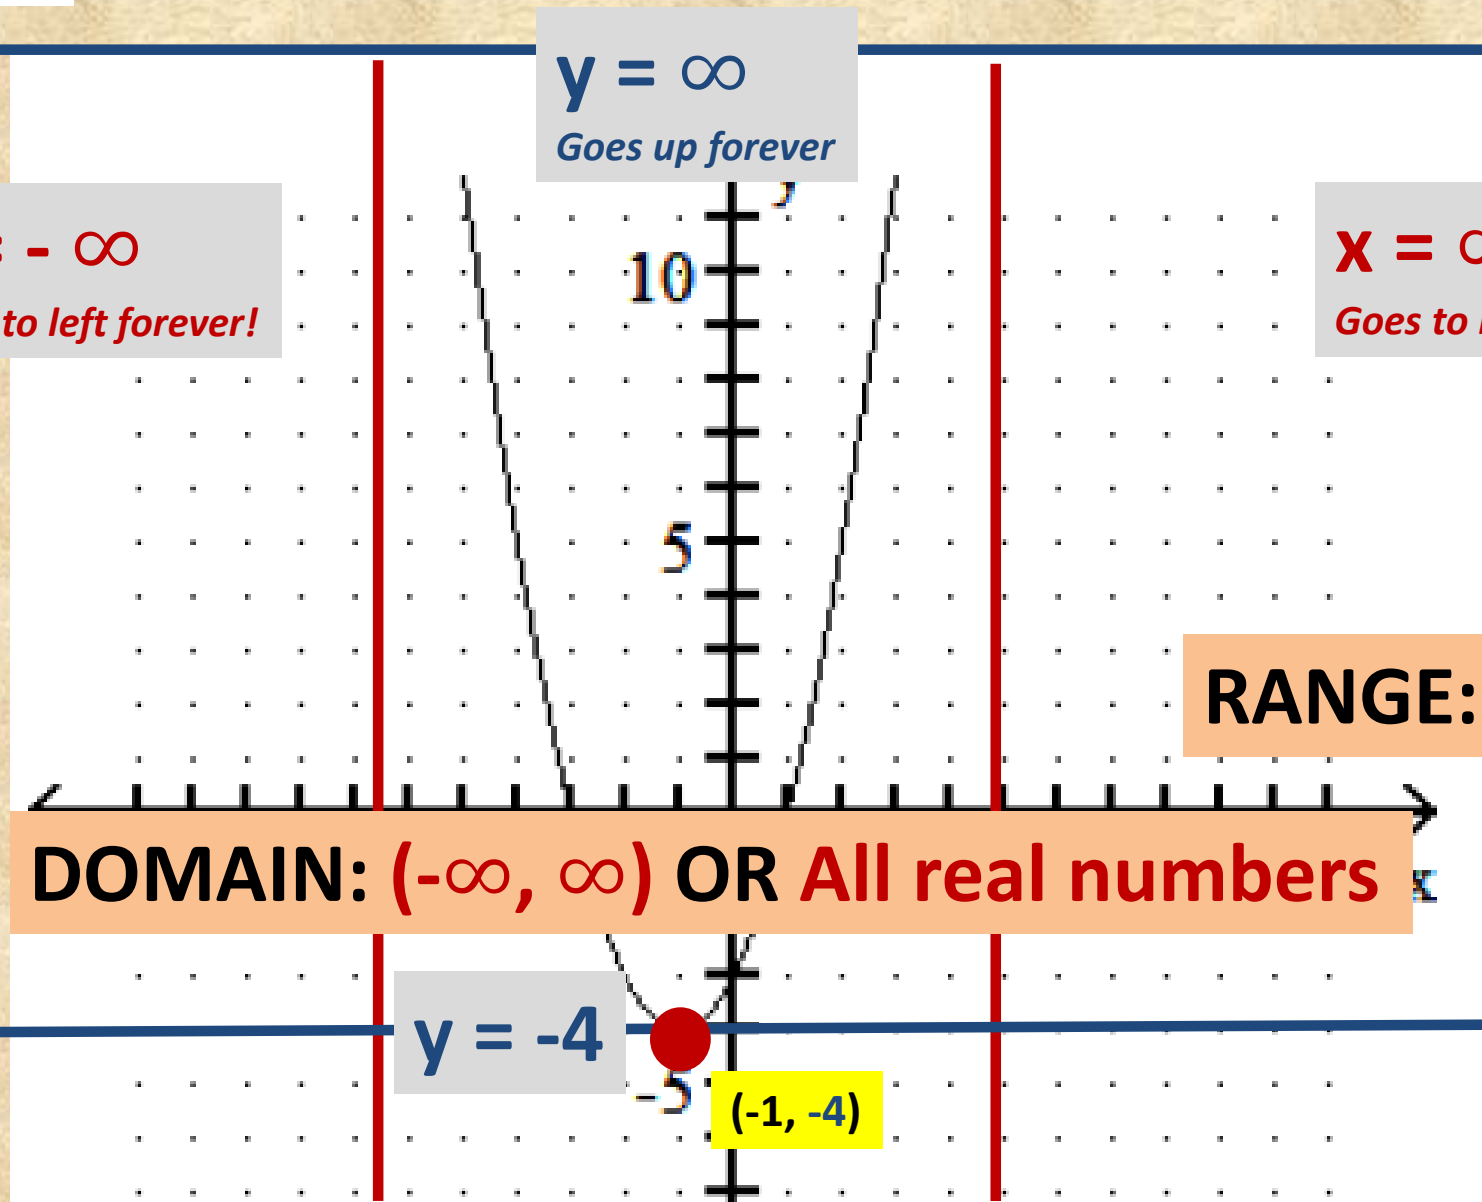 y = ∞
Goes up forever
= - ∞
to left forever!
x =
Goes to
10
5
RANGE:
DOMAIN: (-∞, ∞) OR All real numbers
x
y = -4
-5
(-1, -4)